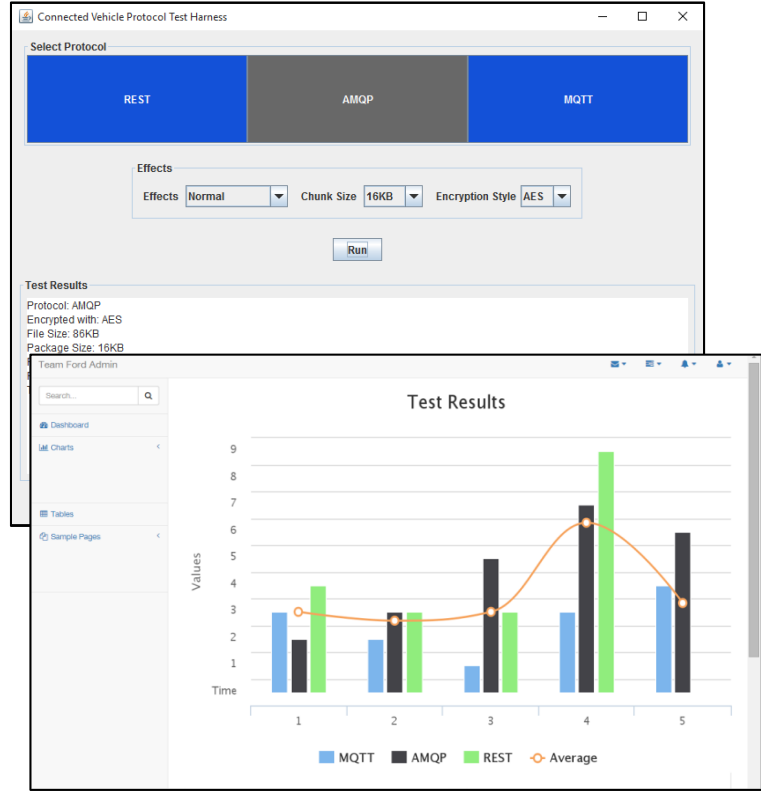 Connected Vehicle Protocol Test Harness
Select Protocol
REST AMQP MQTT
Effects
Effects Normal Chunk Size 16KB Encryption Style AES
Run
Test Results
Protocol: AMQP
Encrypted with: AES
File Size: 86KB
Package Size: 16KB
Team Ford Admin
Search...
Dashboard
Charts
Tables
Sample Pages
Test Results
9
8
7
6
5
4
3
2
1
Time
Values
1 2 3 4 5
MQTT AMQP REST Average